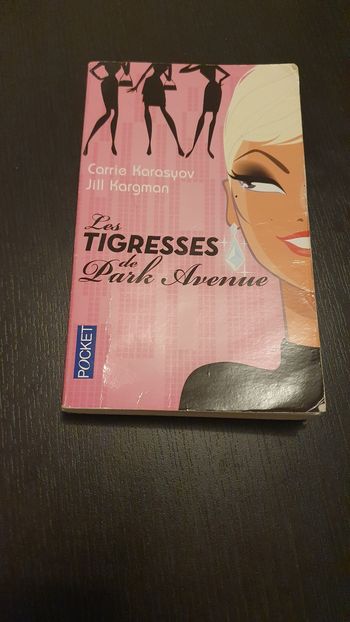 Carrie Karasyov
Jill Kargman
Les
TIGRESSES
de
Park Avenue
POCKET